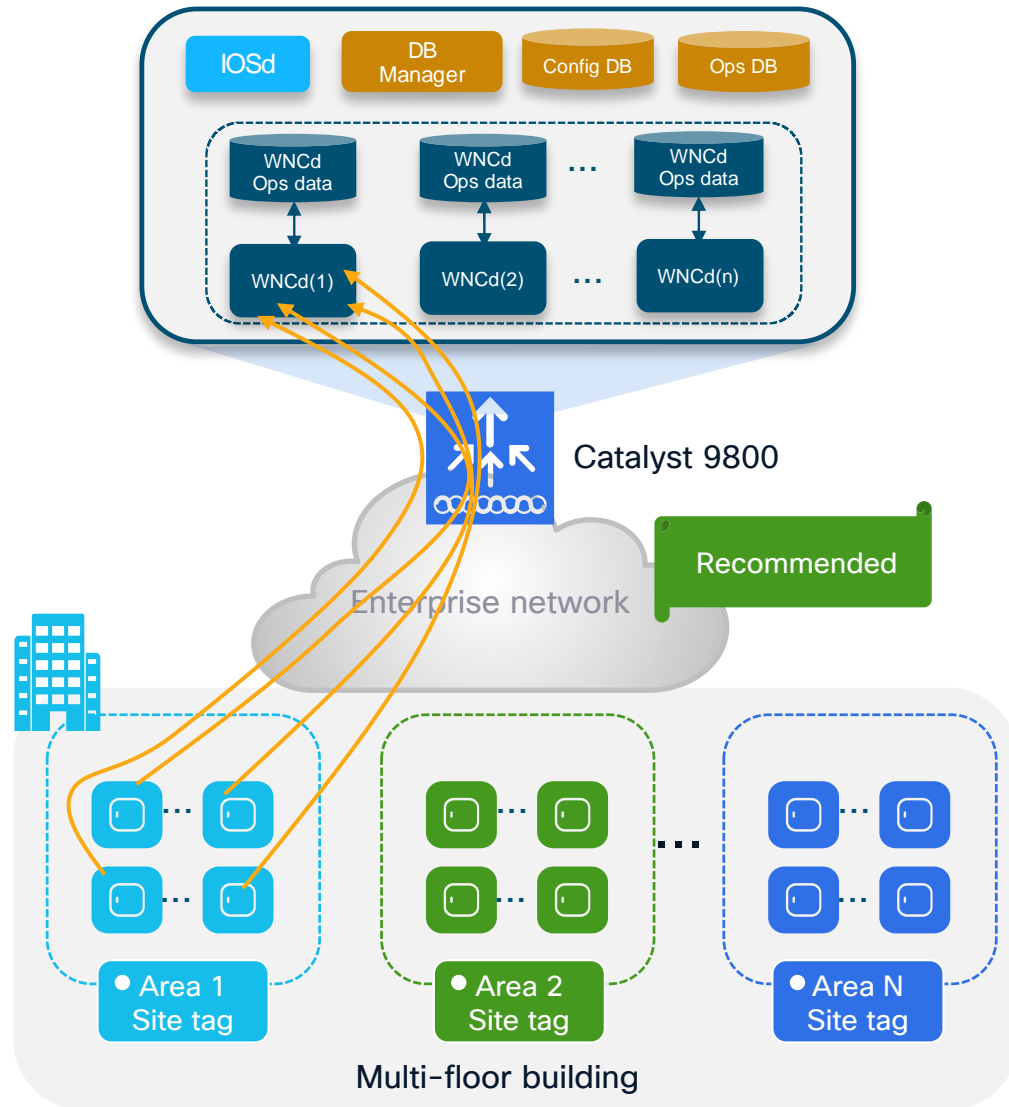 IOSd
DB
Manager
Config DB
Ops DB
WNCd
Ops data
WNCd
Ops data
...
WNCd
Ops data
WNCd(1)
WNCd(2)
...
WNCd(n)
Catalyst 9800
Recommended
Enterprise network
...
...
...
...
...
...
...
Area 1
Site tag
Area 2
Site tag
Area N
Site tag
Multi-floor building